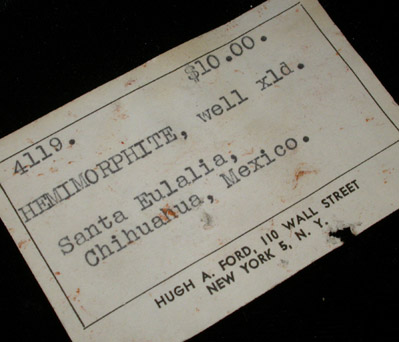 4119. $10.00.
HEMIMORPHITE, well xld.
Santa Eulalia,
Chihuahua, Mexico.
HUGH A. FORD, 110 WALL STREET
NEW YORK 5, N. Y.